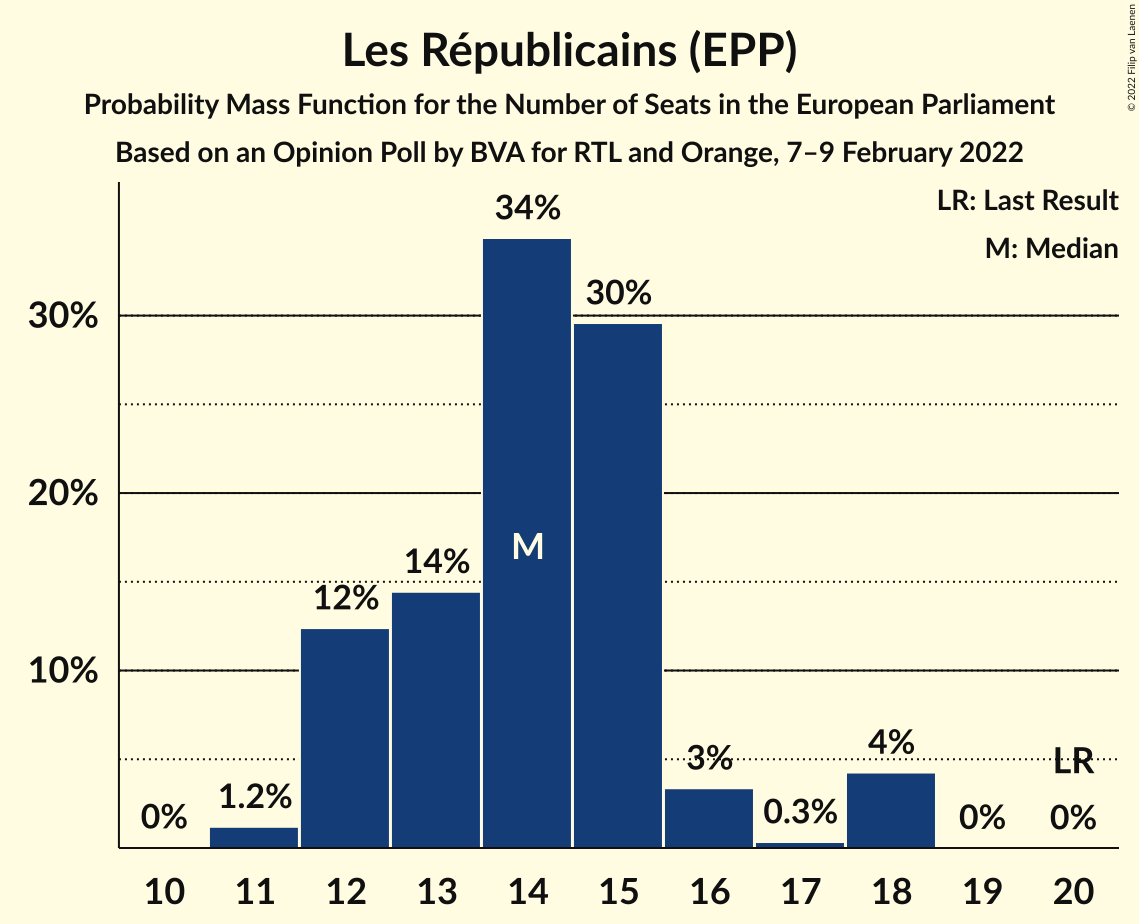 Les Républicains (EPP)
Probability Mass Function for the Number of Seats in the European Parliament
Based on an Opinion Poll by BVA for RTL and Orange, 7–9 February 2022
© 2022 Filip van Laenen
LR: Last Result
M: Median
34%
30%
30%
20%
M
14%
12%
10%
4%
3%
LR
1.2%
0.3%
0%
0%
0%
10 11 12 13 14 15 16 17 18 19 20